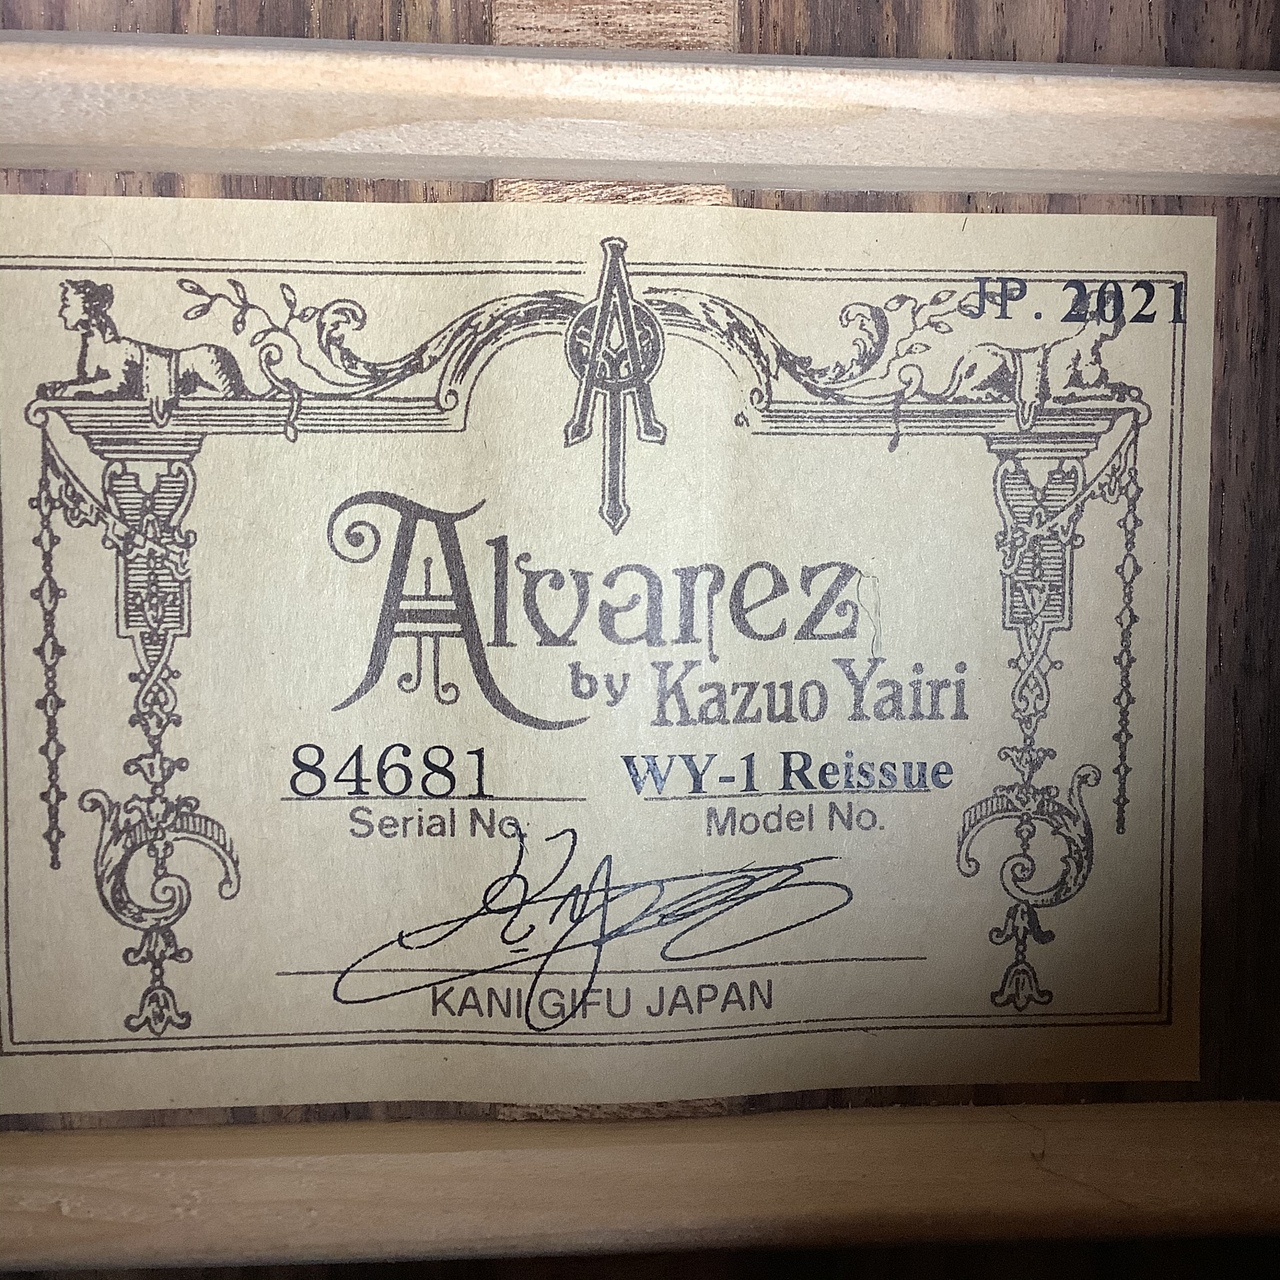 JP. 2021
Alvarez
by Kazuo Yairi
84681 WY-1 Reissue
Serial No. Model No.
KANI GIFU JAPAN